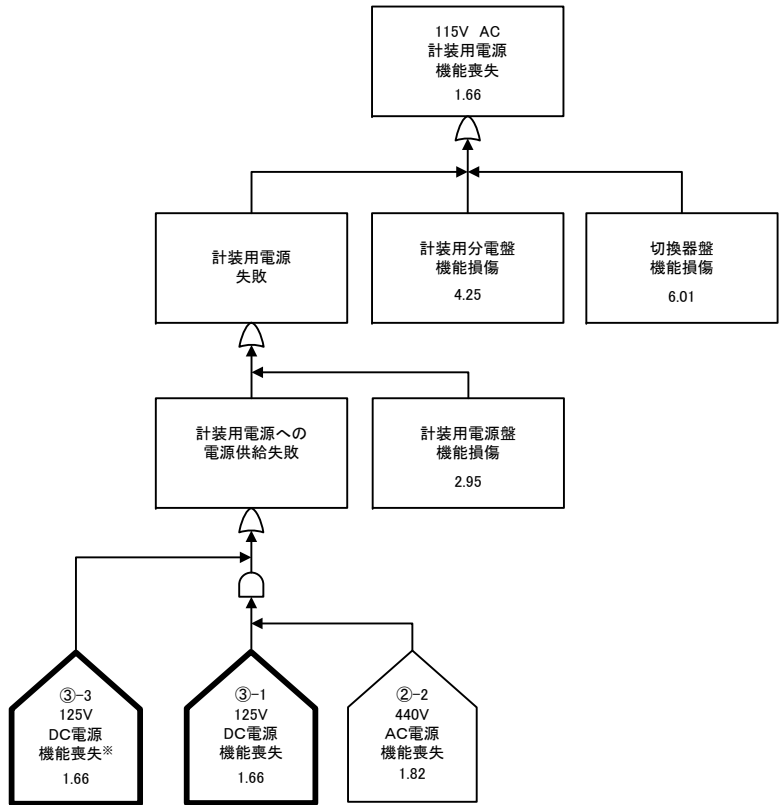 115V AC
計装用電源
機能喪失
1.66
計装用電源
失敗
計装用分電盤
機能損傷
4.25
切換器盤
機能損傷
6.01
計装用電源への
電源供給失敗
計装用電源盤
機能損傷
2.95
③-3
125V
DC電源
機能喪失※
1.66
③-1
125V
DC電源
機能喪失
1.66
②-2
440V
AC電源
機能喪失
1.82